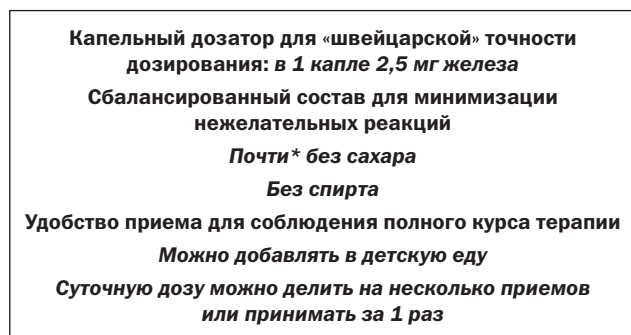 Капельный дозатор для «швейцарской» точности
дозирования: в 1 капле 2,5 мг железа
Сбалансированный состав для минимизации
нежелательных реакций
Почти* без сахара
Без спирта
Удобство приема для соблюдения полного курса терапии
Можно добавлять в детскую еду
Суточную дозу можно делить на несколько приемов
или принимать за 1 раз